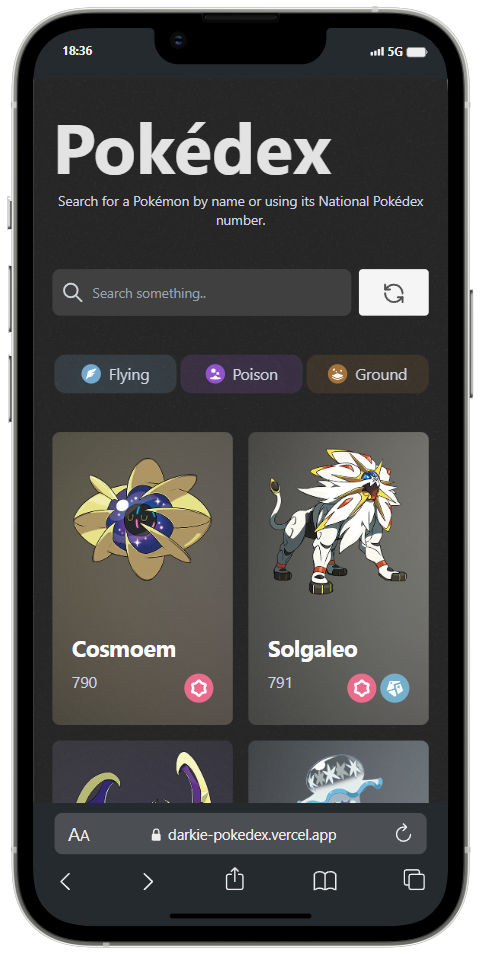 18:36
5G
Pokédex
Search for a Pokémon by name or using its National Pokédex
number.
Search something..
Flying
Poison
Ground
Cosmoem
Solgaleo
790
791
AA
darkie-pokedex.vercel.app